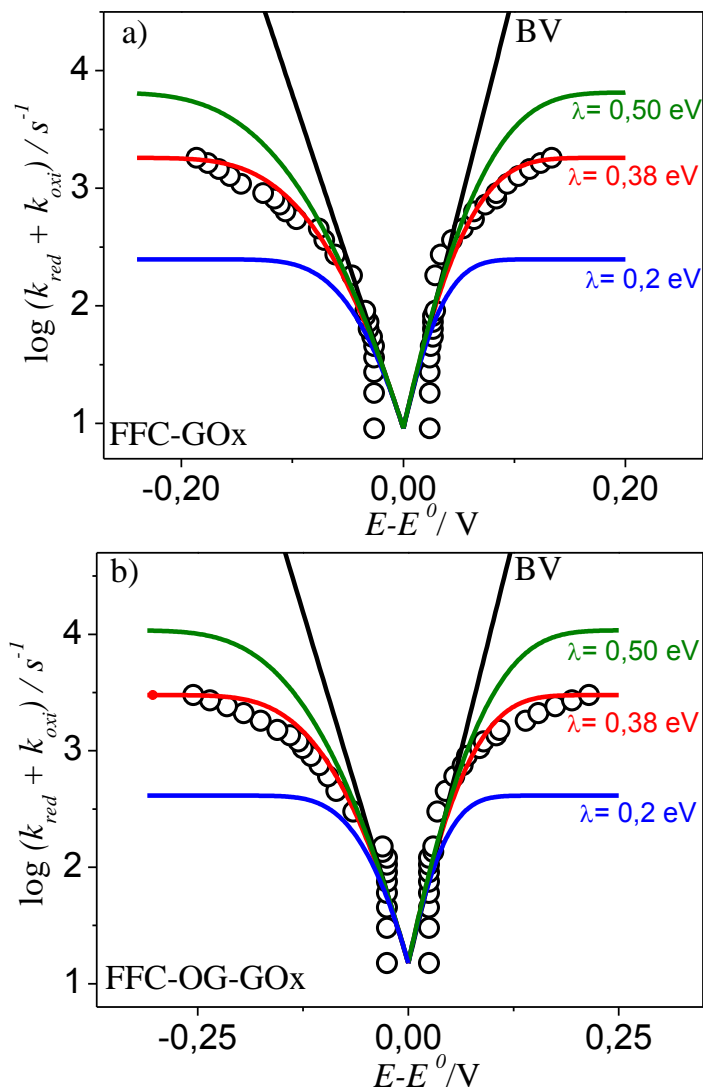 a)
BV
4
λ= 0,50 eV
λ= 0,38 eV
3
λ= 0,2 eV
2
1
log (k_red + k_oxi) / s^-1
FFC-GOx
-0,20 0,00 0,20
E-E^0/ V
b)
BV
4
λ= 0,50 eV
λ= 0,38 eV
3
λ= 0,2 eV
2
1
log (k_red + k_oxi) / s^-1
FFC-OG-GOx
-0,25 0,00 0,25
E-E^0/V